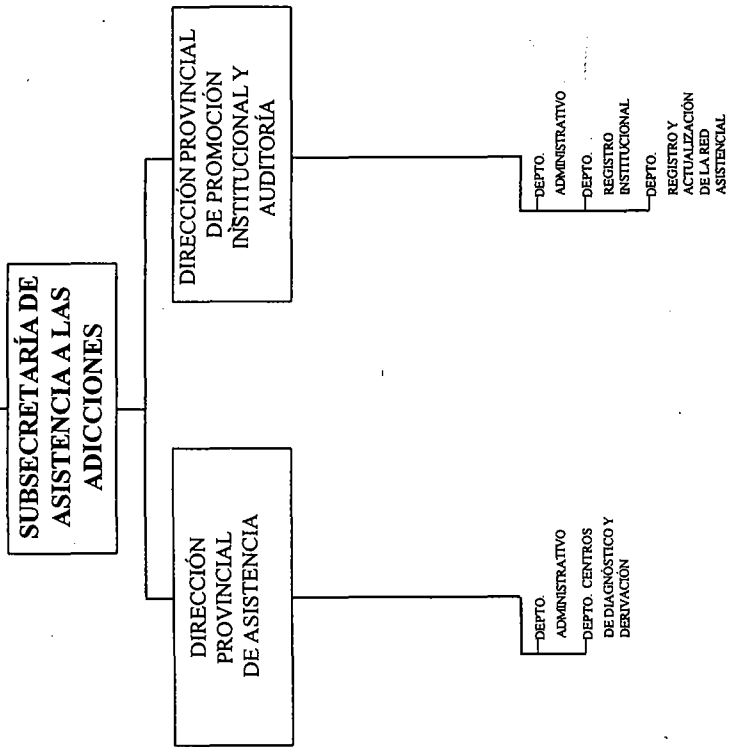 SUBSECRETARÍA DE
ASISTENCIA A LAS
ADICCIONES
DIRECCIÓN
PROVINCIAL
DE ASISTENCIA
DEPTO.
ADMINISTRATIVO
DEPTO. CENTROS
DE DIAGNÓSTICO Y
DERIVACIÓN
DIRECCIÓN PROVINCIAL
DE PROMOCIÓN
INSTITUCIONAL Y
AUDITORÍA
DEPTO.
ADMINISTRATIVO
DEPTO.
REGISTRO
INSTITUCIONAL
DEPTO.
REGISTRO Y
ACTUALIZACIÓN
DE LA RED
ASISTENCIAL